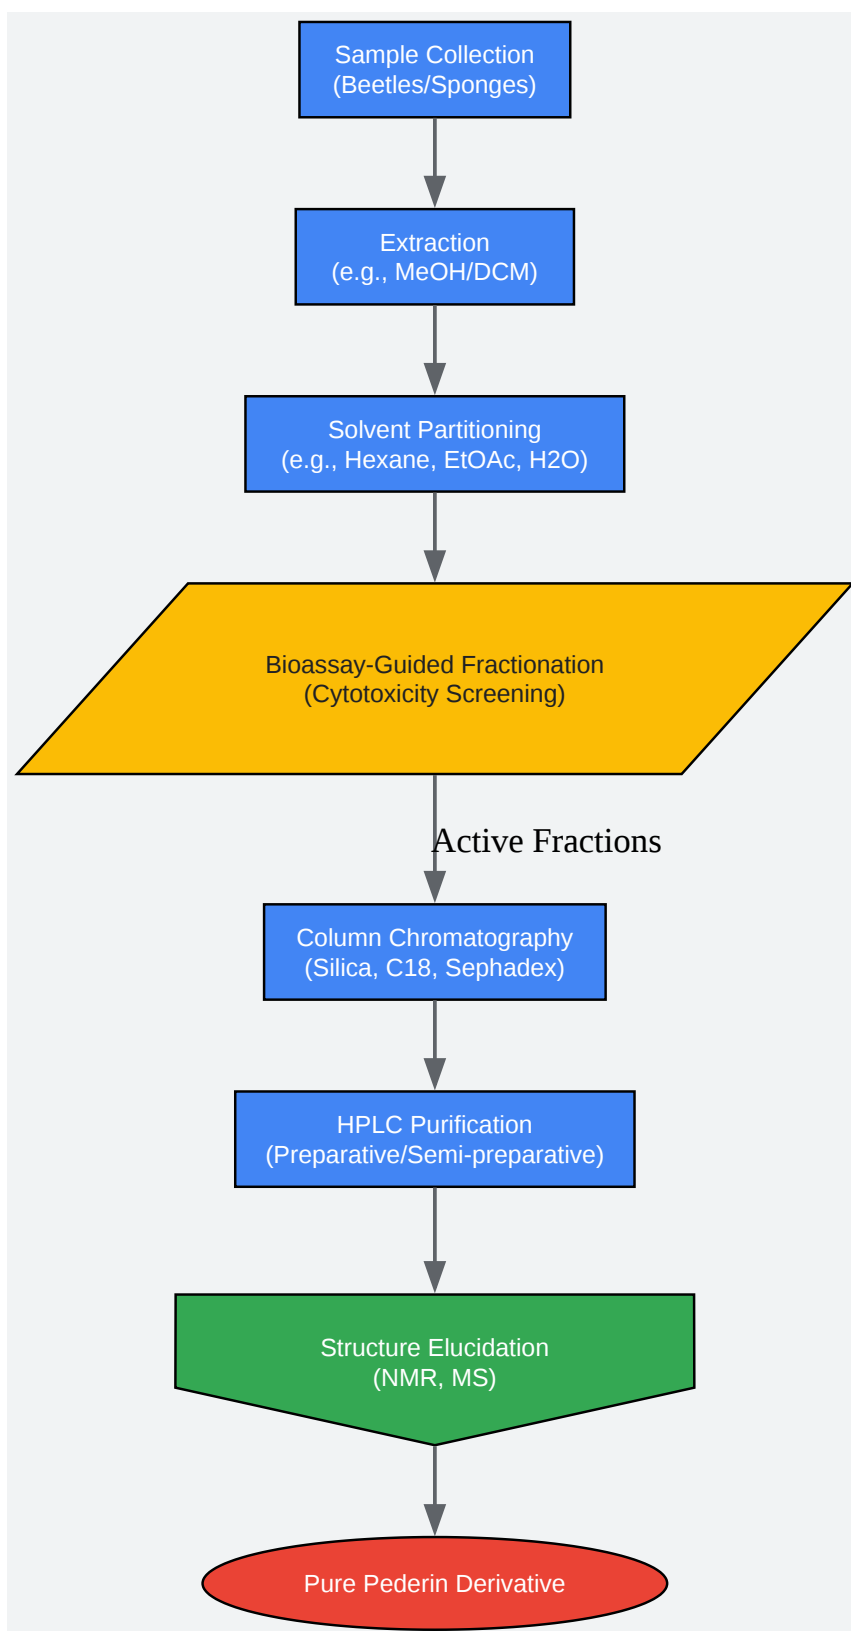 Sample Collection
(Beetles/Sponges)
Extraction
(e.g., MeOH/DCM)
Solvent Partitioning
(e.g., Hexane, EtOAc, H2O)
Bioassay-Guided Fractionation
(Cytotoxicity Screening)
Active Fractions
Column Chromatography
(Silica, C18, Sephadex)
HPLC Purification
(Preparative/Semi-preparative)
Structure Elucidation
(NMR, MS)
Pure Pederin Derivative